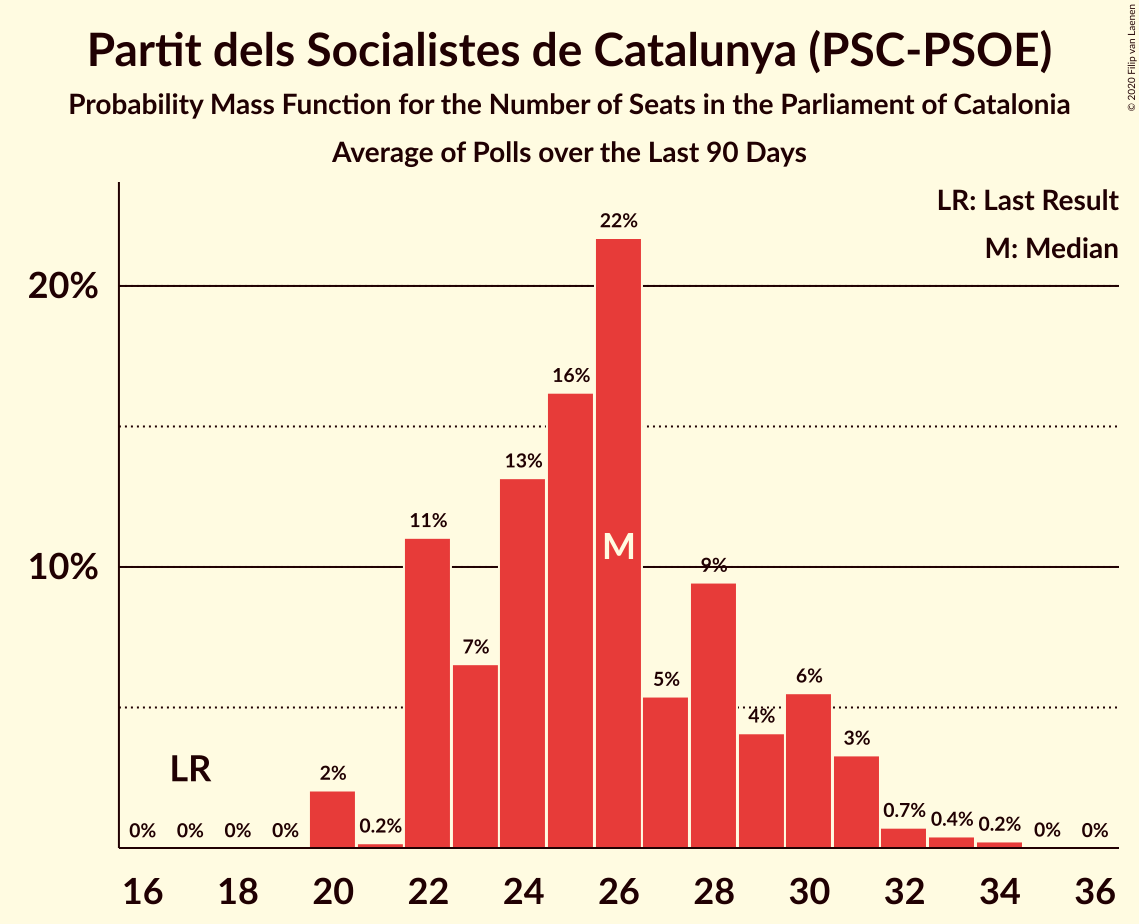 Partit dels Socialistes de Catalunya (PSC-PSOE)
Probability Mass Function for the Number of Seats in the Parliament of Catalonia
Average of Polls over the Last 90 Days
© 2020 Filip van Laenen
LR: Last Result
M: Median
20%
10%
0%
0%
0%
0%
2%
0.2%
11%
7%
13%
16%
22%
5%
9%
4%
6%
3%
0.7%
0.4%
0.2%
0%
0%
LR
M
16 18 20 22 24 26 28 30 32 34 36